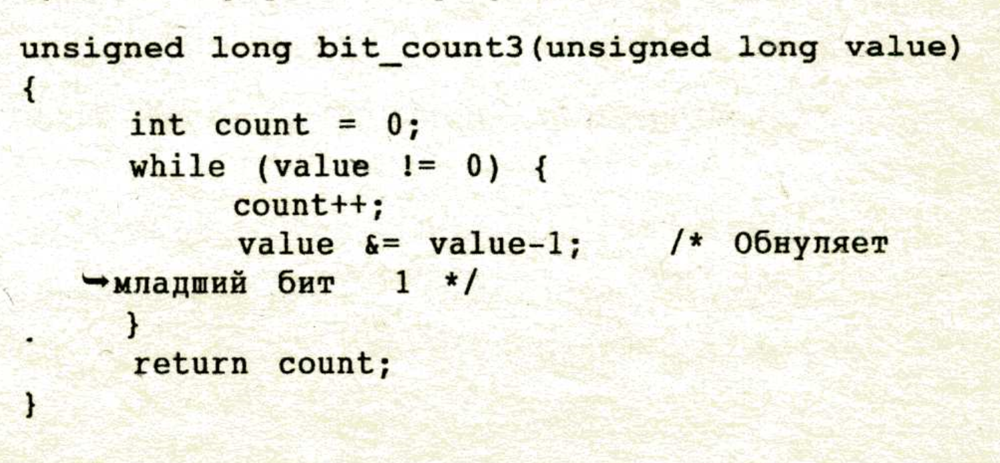 unsigned long bit_count3(unsigned long value)
{
int count = 0;
while (value != 0) {
count++;
value &= value-1; /* Обнуляет
➥младший бит 1 */
}
return count;
}